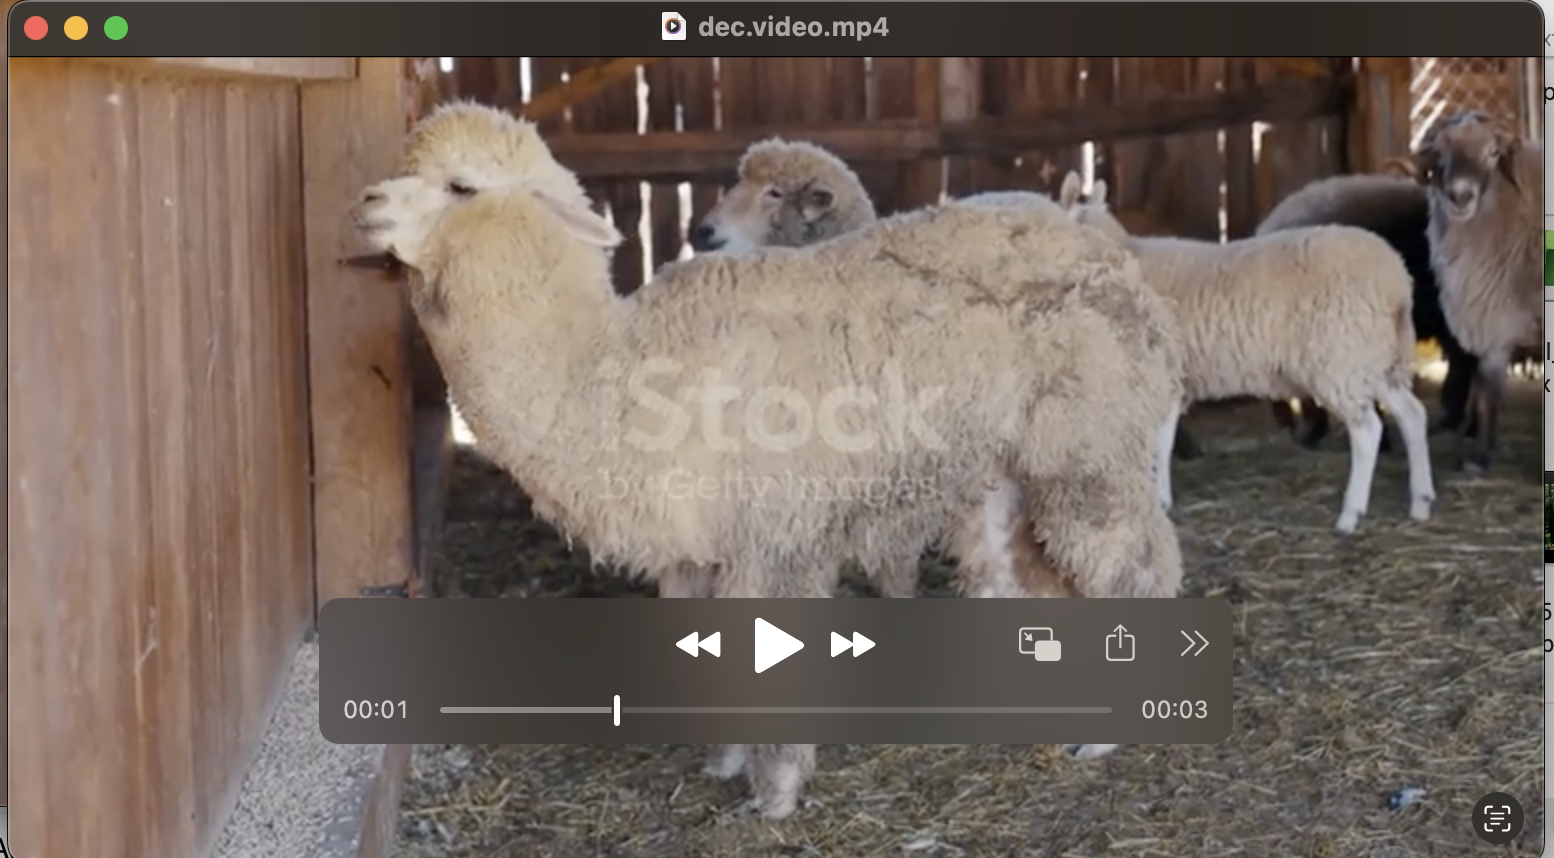 dec.video.mp4
iStock
by Getty Images
00:01
00:03